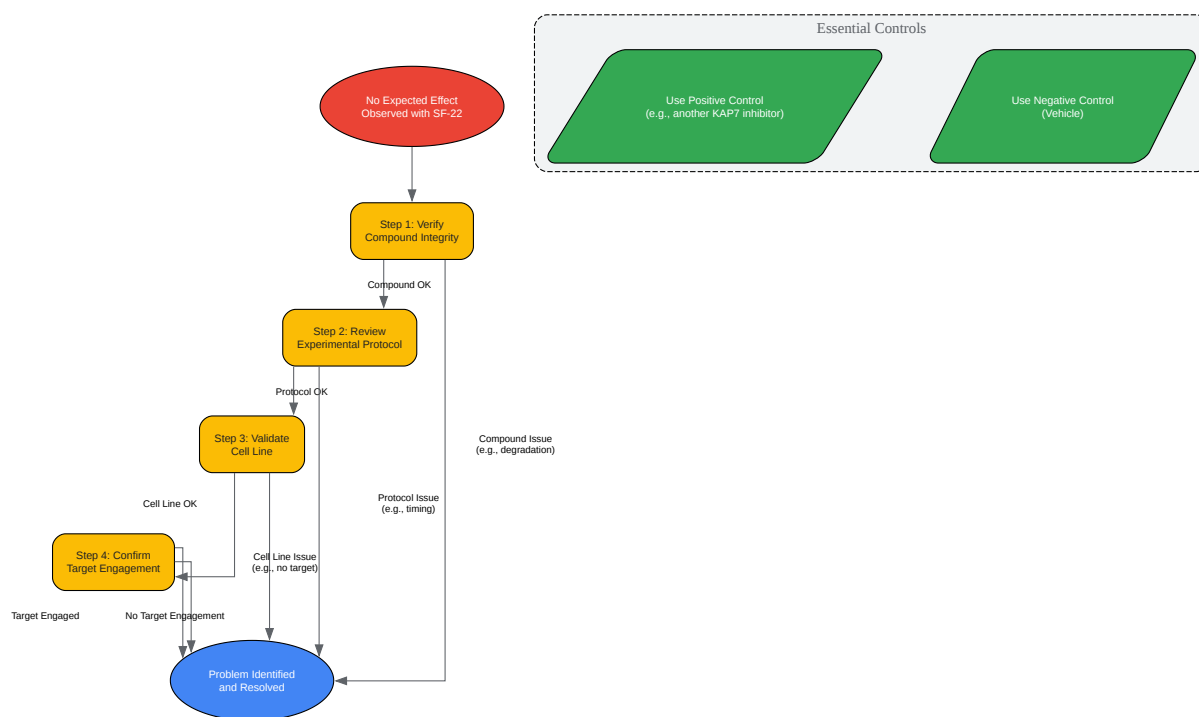 Essential Controls
No Expected Effect
Observed with SF-22
Use Positive Control
(e.g., another KAP7 inhibitor)
Use Negative Control
(Vehicle)
Step 1: Verify
Compound Integrity
Compound OK
Step 2: Review
Experimental Protocol
Protocol OK
Step 3: Validate
Cell Line
Compound Issue
(e.g., degradation)
Protocol Issue
(e.g., timing)
Cell Line OK
Step 4: Confirm
Target Engagement
Cell Line Issue
(e.g., no target)
Target Engaged
No Target Engagement
Problem Identified
and Resolved